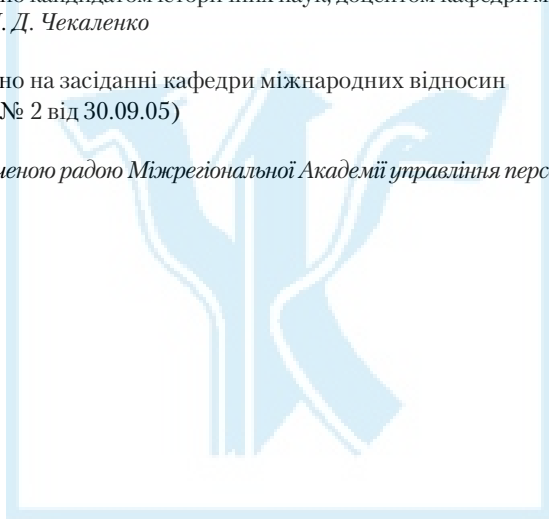 но кандидатом історичних наук, доцентом кафедри м
. Д. Чекаленко
но на засіданні кафедри міжнародних відносин
№ 2 від 30.09.05)
ченою радою Міжрегіональної Академії управління перс